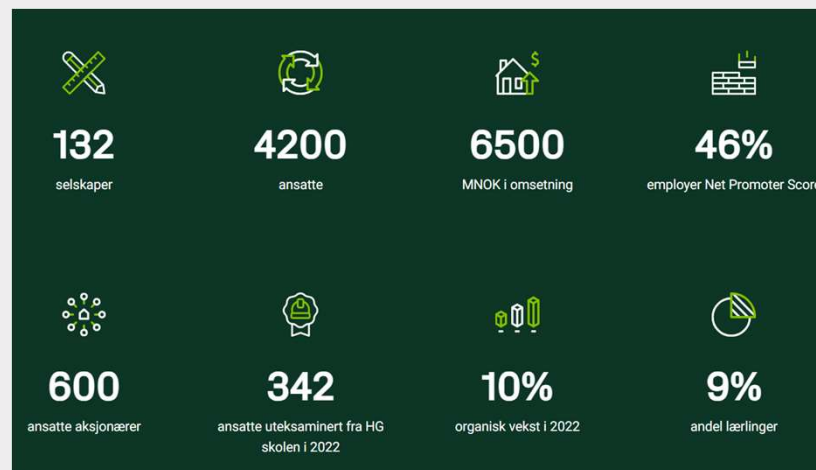 132
selskaper
4200
ansatte
6500
MNOK i omsetning
46%
employer Net Promoter Score
600
ansatte aksjonærer
342
ansatte uteksaminert fra HG
skolen i 2022
10%
organisk vekst i 2022
9%
andel lærlinger